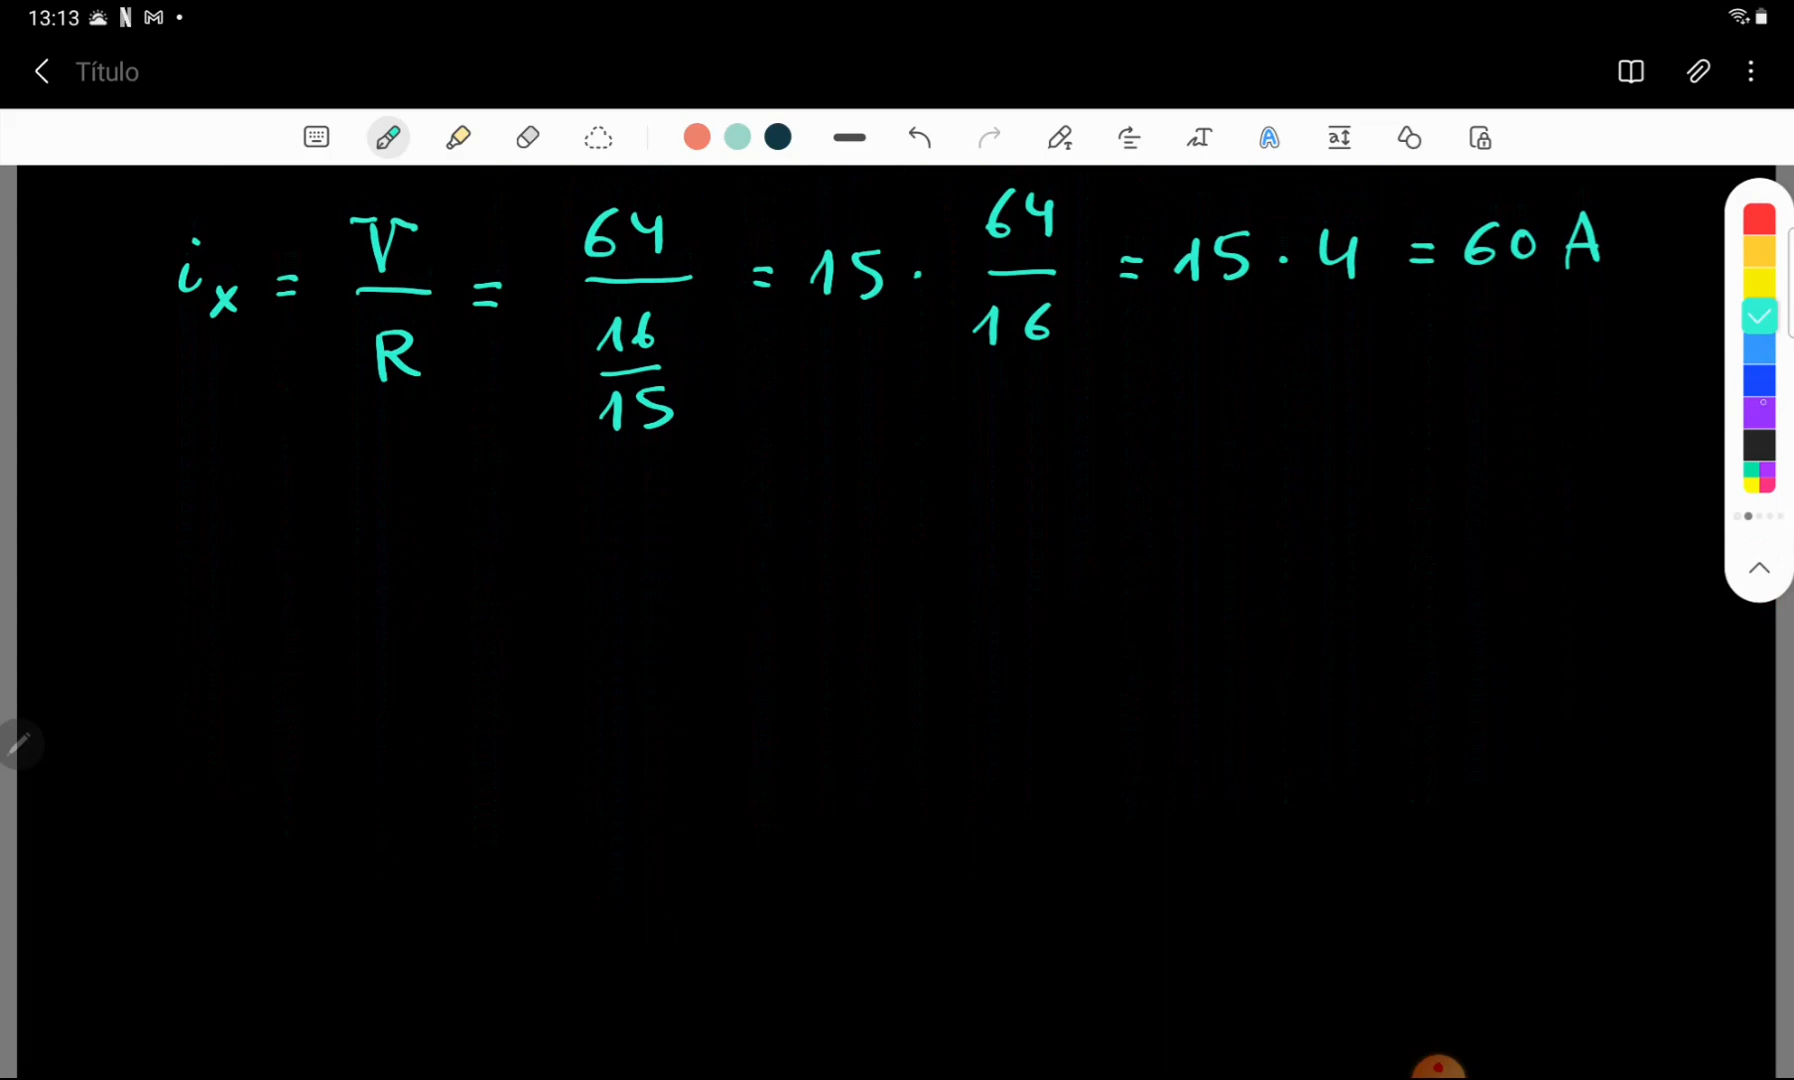 13:13
Título
i_x = V/R = 64/(16/15) = 15 · 64/16 = 15 · 4 = 60 A